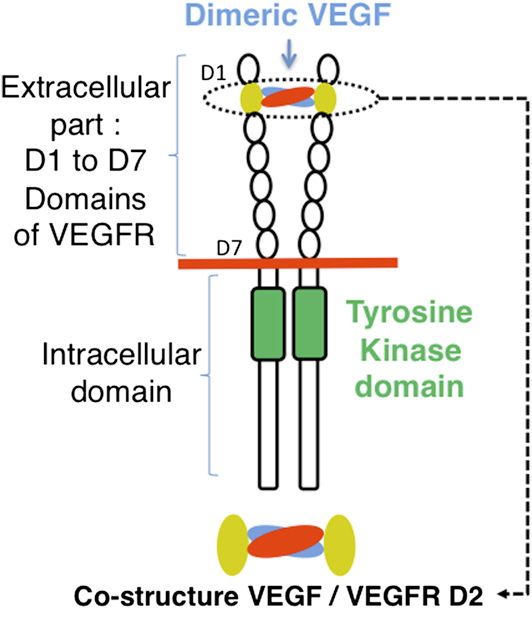 Dimeric VEGF
D1
Extracellular
part :
D1 to D7
Domains
of VEGFR
D7
Tyrosine
Kinase
domain
Intracellular
domain
Co-structure VEGF / VEGFR D2